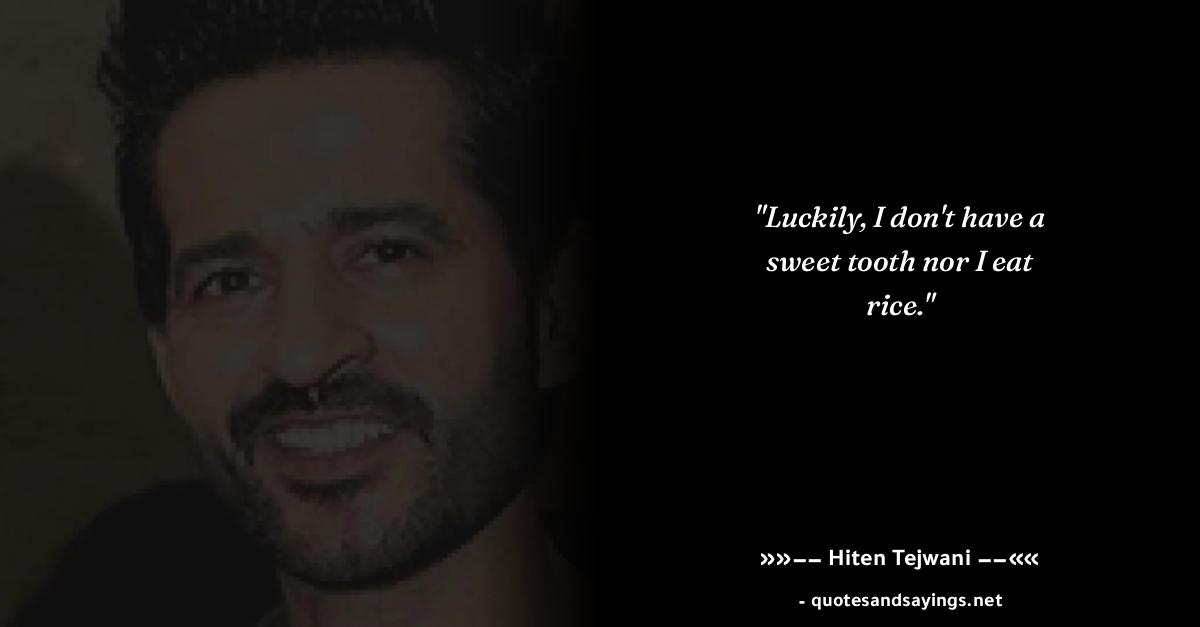 "Luckily, I don't have a
sweet tooth nor I eat
rice."
»»−− Hiten Tejwani −−««
- quotesandsayings.net